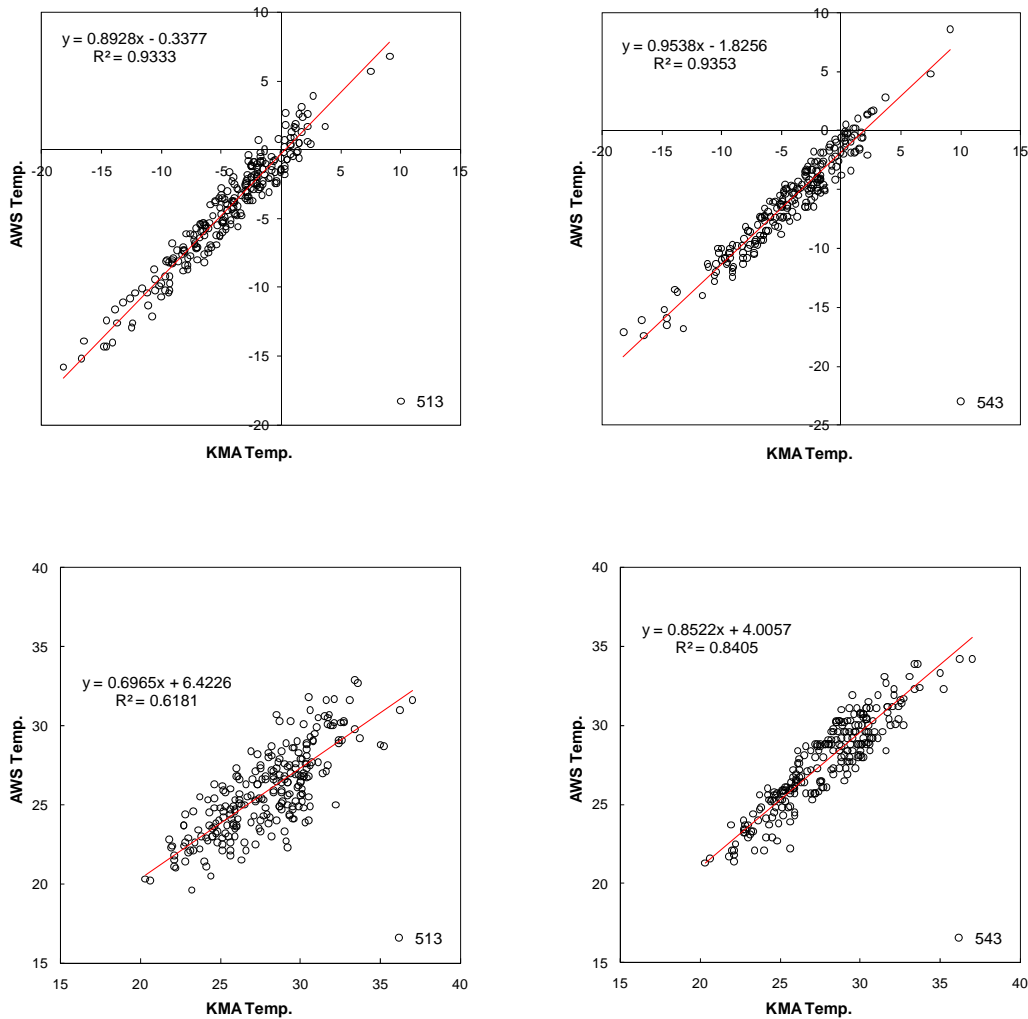 10
y = 0.8928x - 0.3377
R² = 0.9333
5
0
-20 -15 -10 -5 0 5 10 15
-5
-10
-15
-20
AWS Temp.
513
KMA Temp.
10
y = 0.9538x - 1.8256
R² = 0.9353
5
0
-20 -15 -10 -5 0 5 10 15
-5
-10
-15
-20
-25
AWS Temp.
543
KMA Temp.
40
35
y = 0.6965x + 6.4226
R² = 0.6181
30
25
20
15
AWS Temp.
513
15 20 25 30 35 40
KMA Temp.
40
35
y = 0.8522x + 4.0057
R² = 0.8405
30
25
20
15
AWS Temp.
543
15 20 25 30 35 40
KMA Temp.